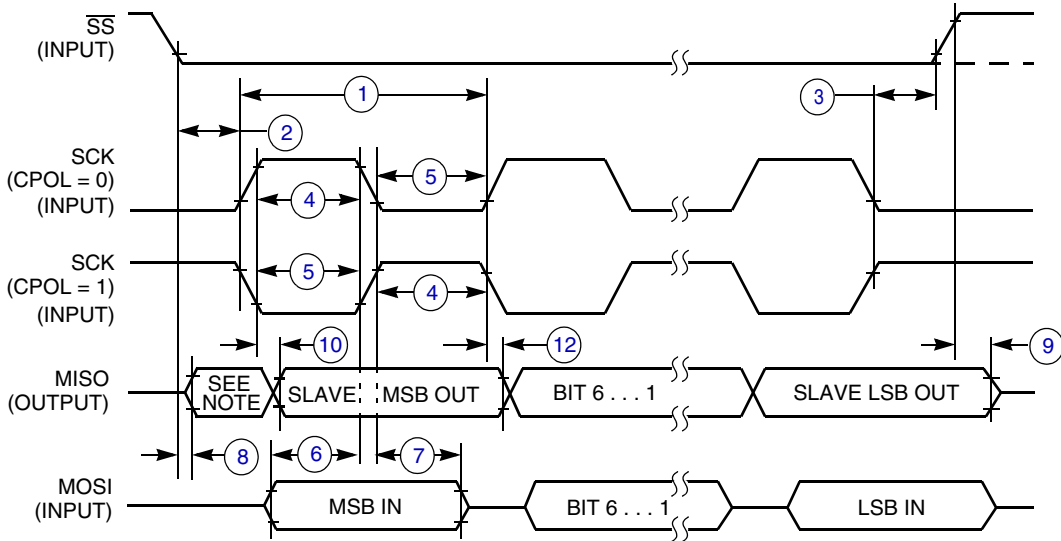 SS
(INPUT)
1
3
2
SCK
(CPOL = 0)
(INPUT)
5
4
SCK
(CPOL = 1)
(INPUT)
5
4
10
12
9
MISO
(OUTPUT)
SEE
NOTE
SLAVE
MSB OUT
BIT 6 . . . 1
SLAVE LSB OUT
8
6
7
MOSI
(INPUT)
MSB IN
BIT 6 . . . 1
LSB IN